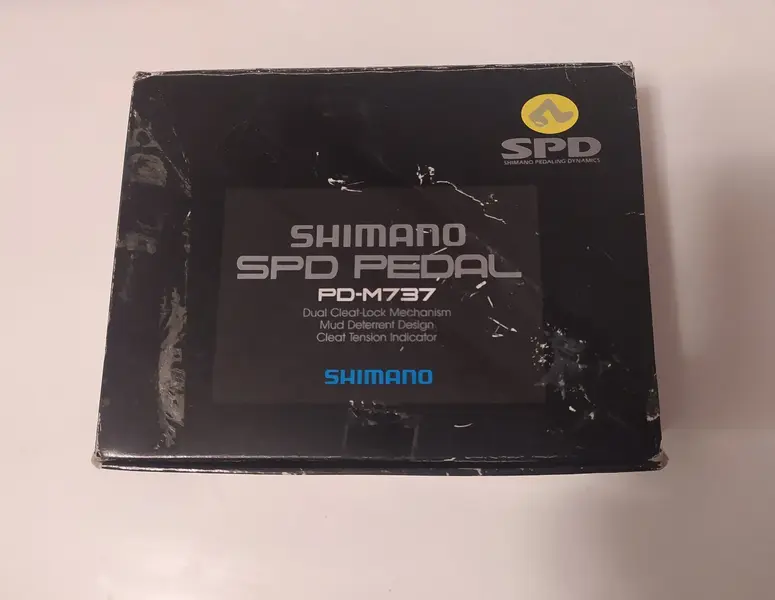 SPD
SHIMANO PEDALING DYNAMICS
SHIMANO
SPD PEDAL
PD-M737
Dual Cleat-Lock Mechanism
Mud Deterrent Design
Cleat Tension Indicator
SHIMANO